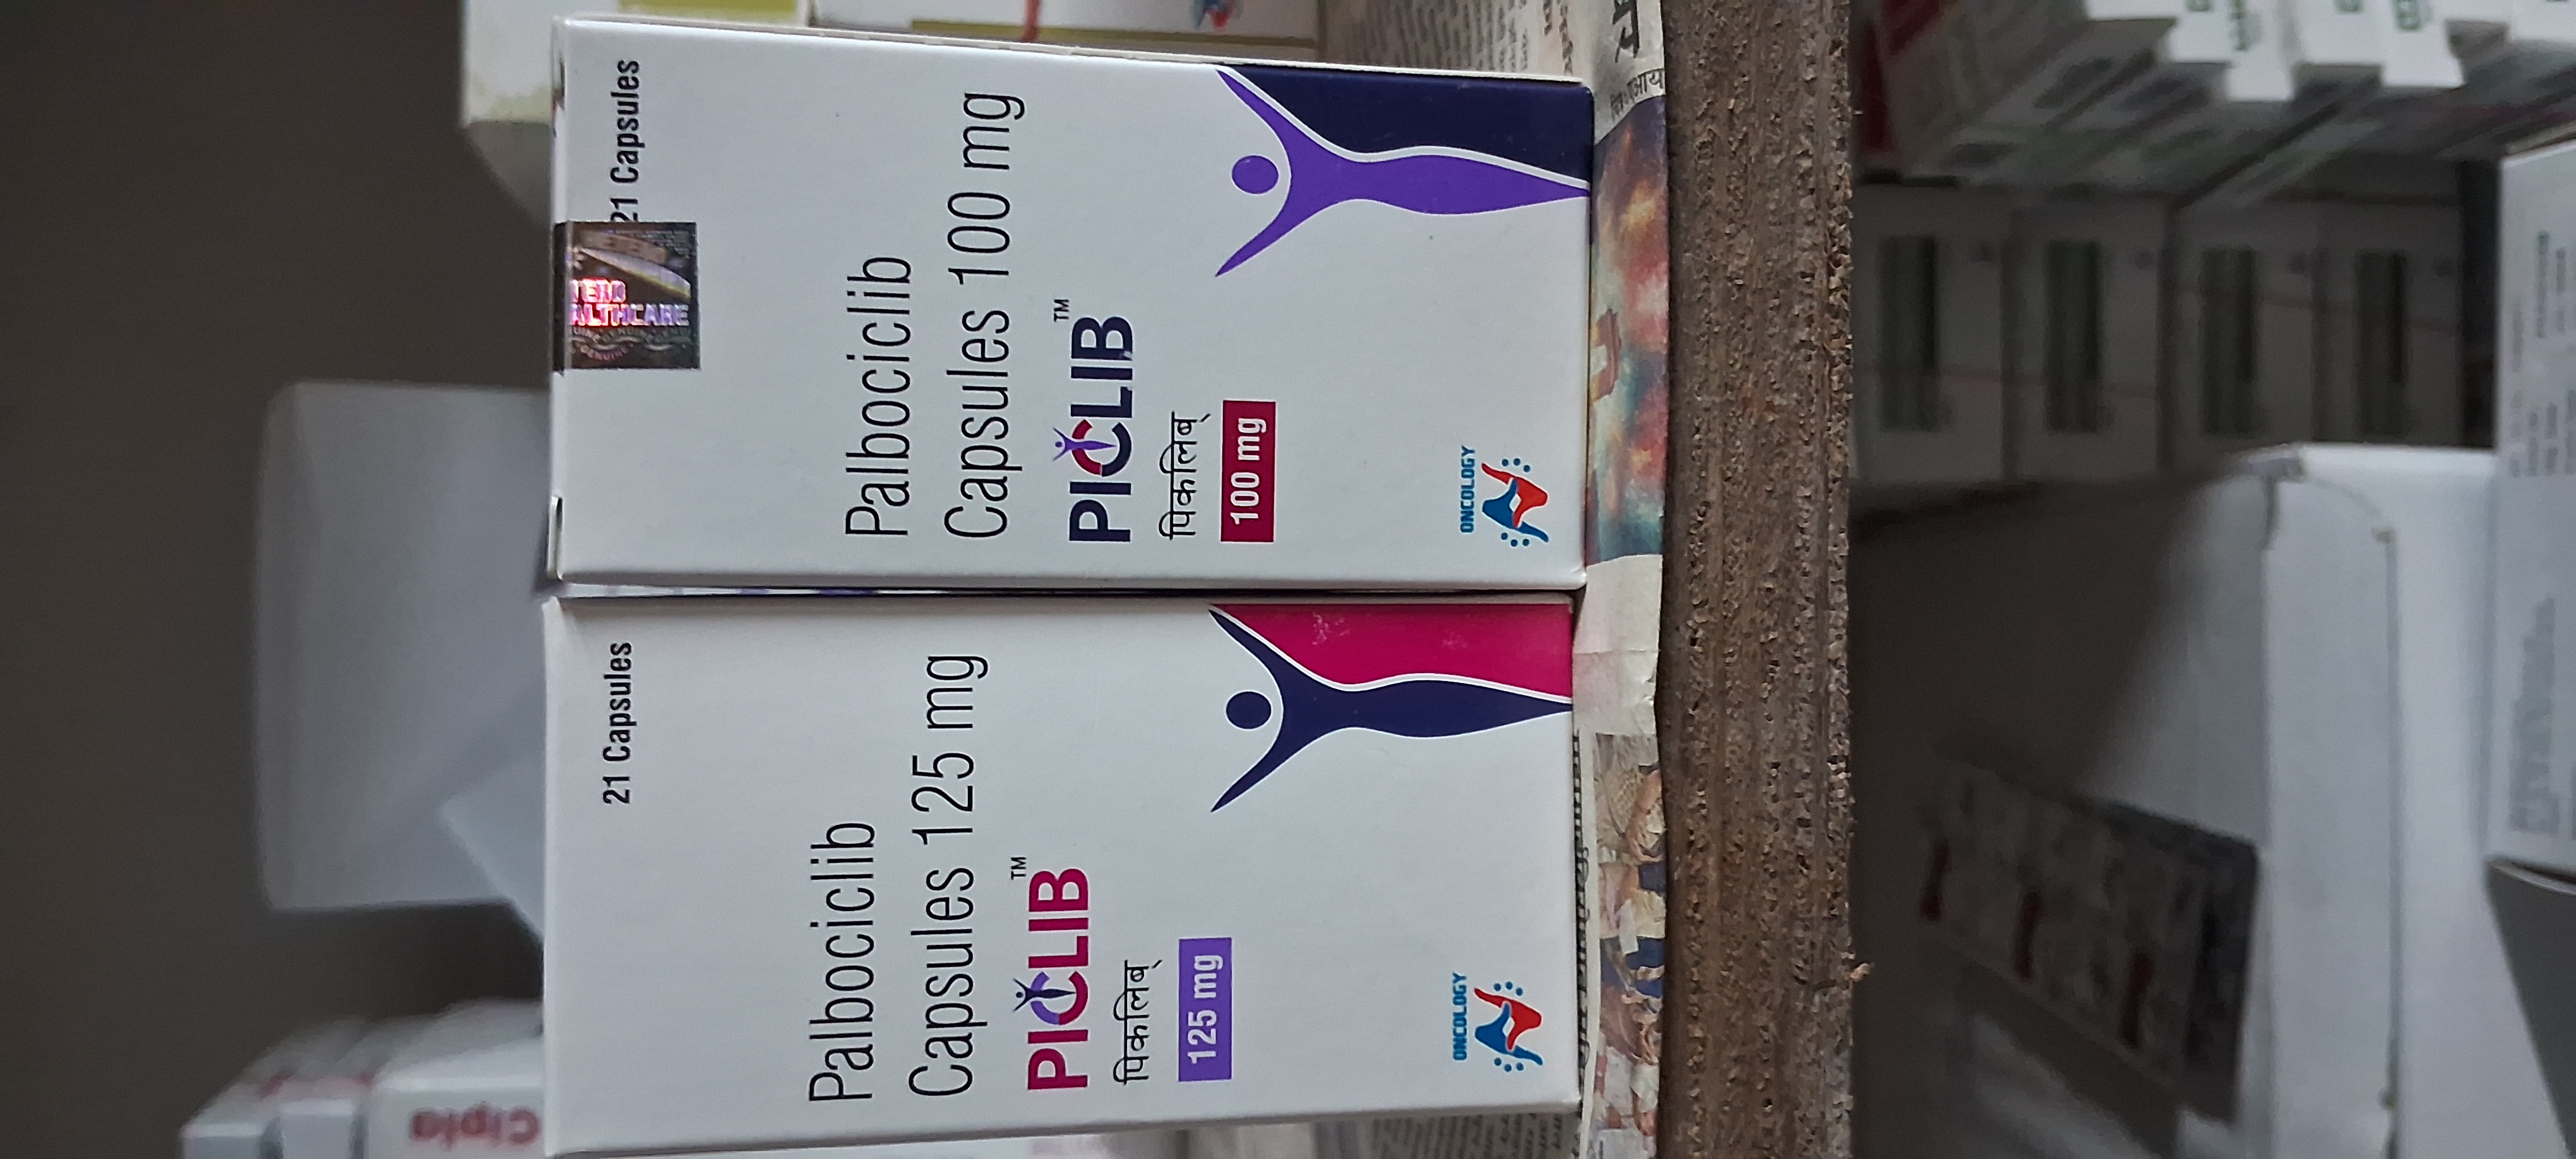 21 Capsules
Palbociclib
Capsules 125 mg
PICLIB™
पिकलिब्
125 mg
ONCOLOGY
21 Capsules
Palbociclib
Capsules 100 mg
PICLIB™
पिकलिब्
100 mg
ONCOLOGY
Cipla